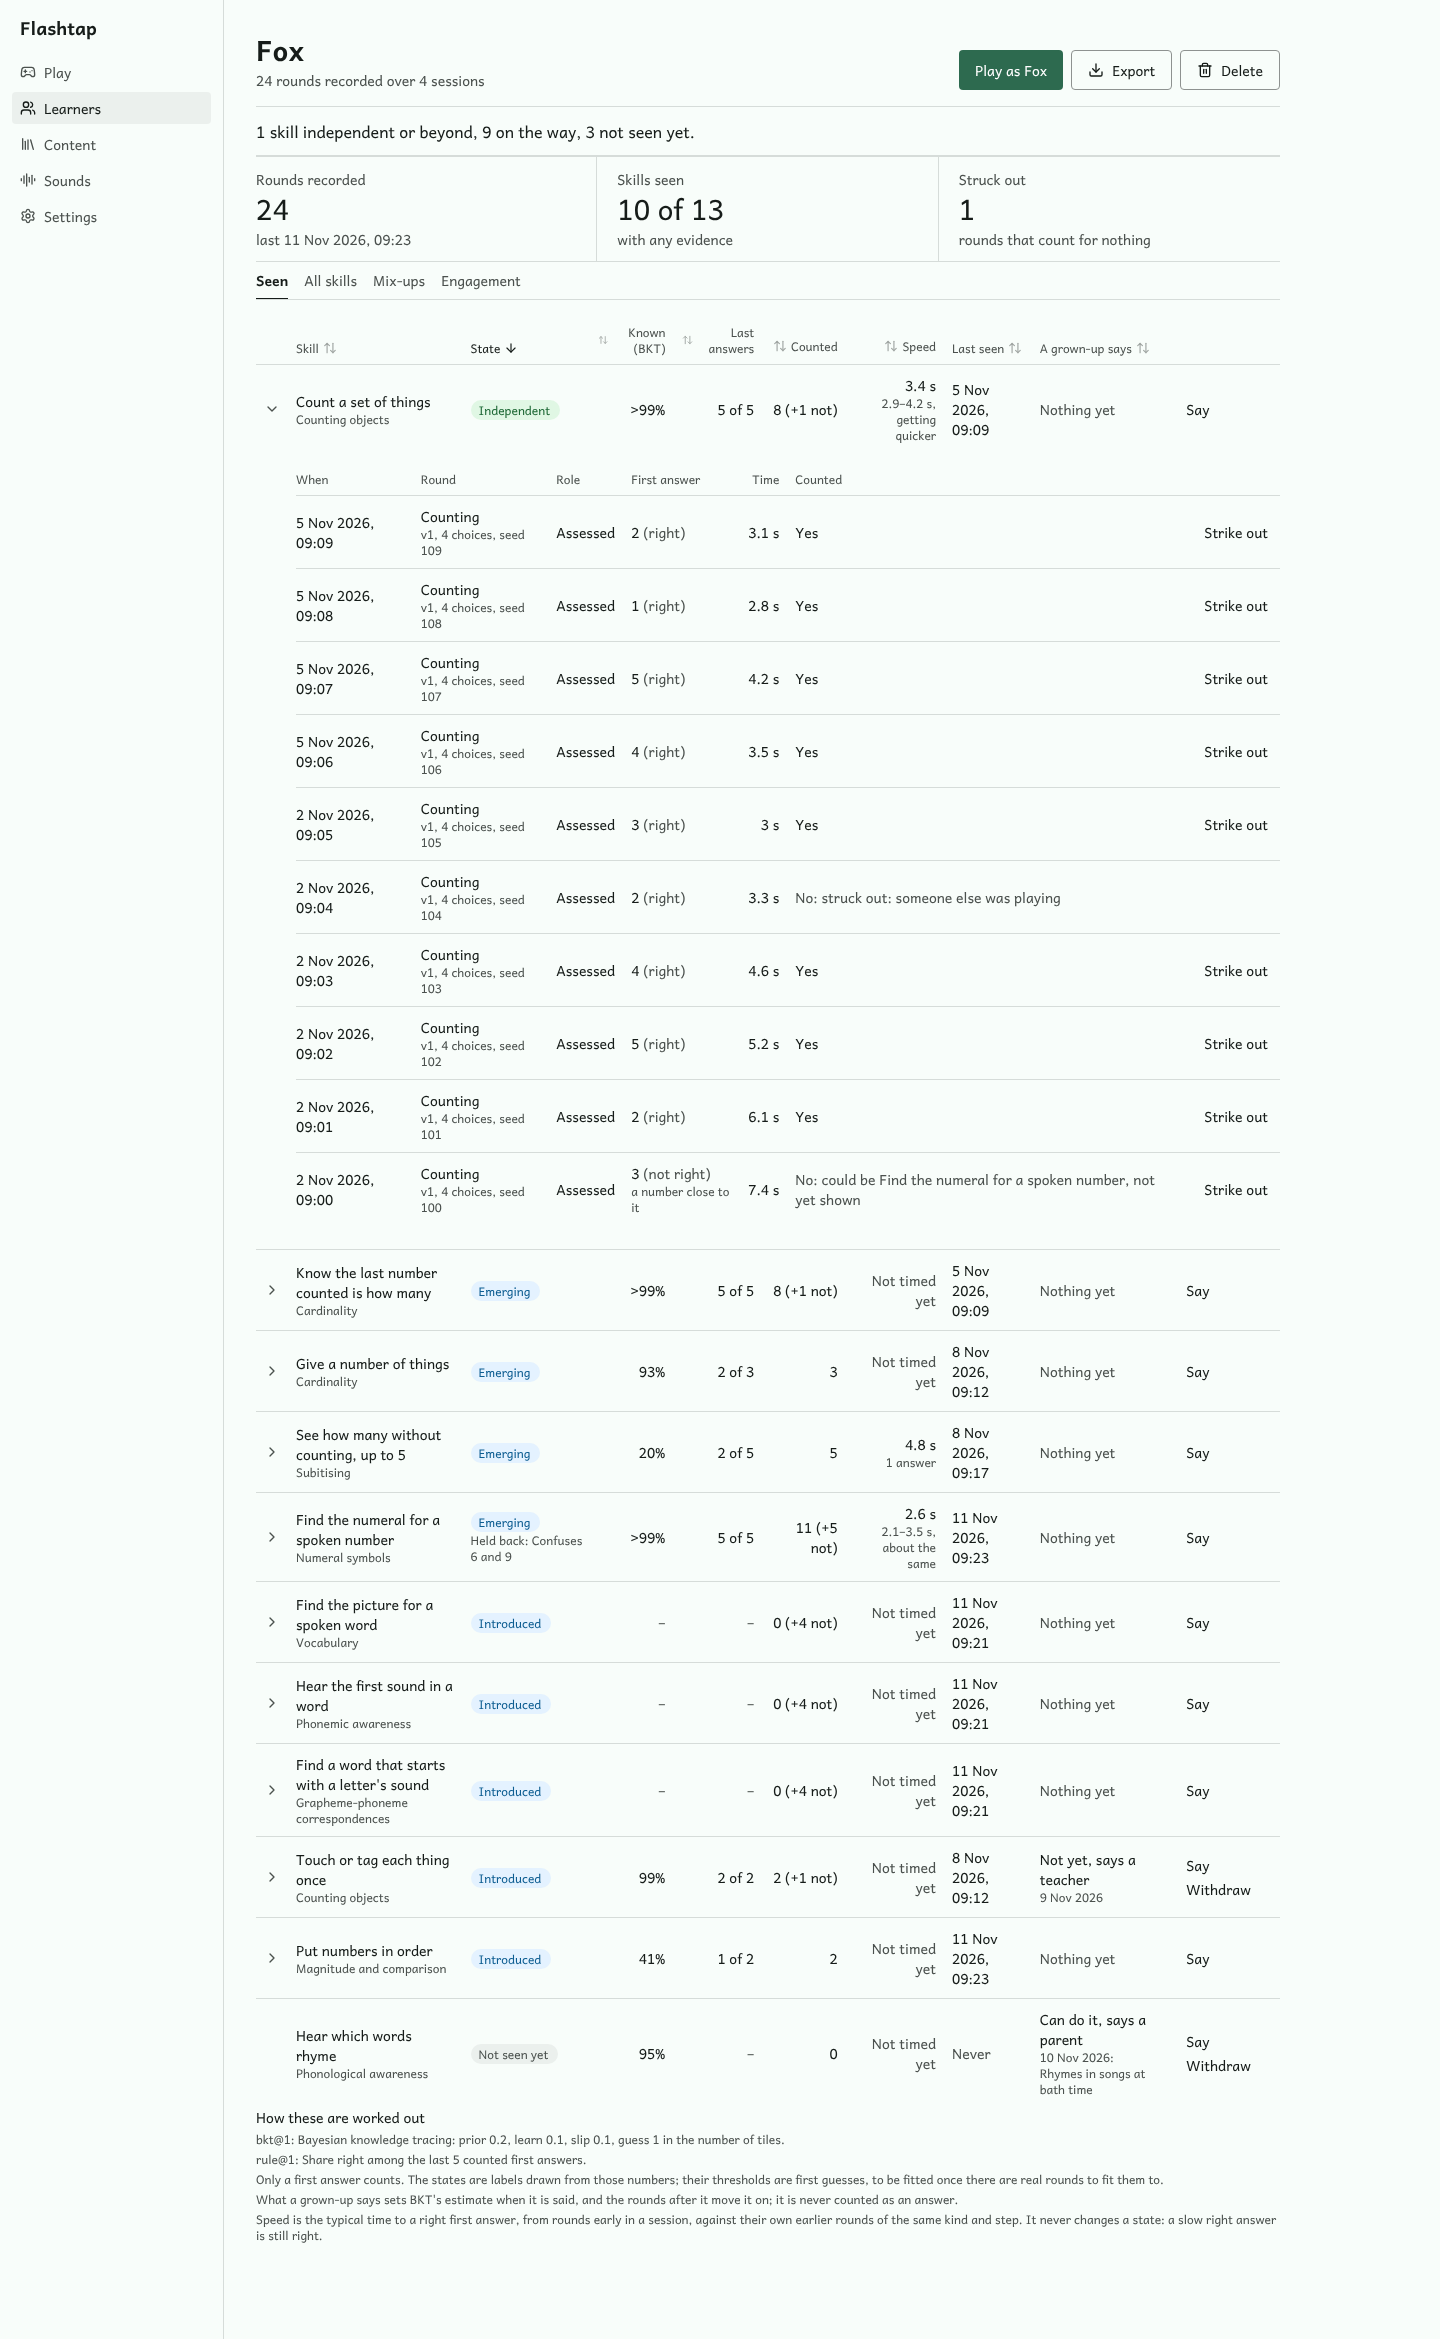 Flashtap
Play
Learners
Content
Sounds
Settings
Fox
24 rounds recorded over 4 sessions
Play as Fox
Export
Delete
1 skill independent or beyond, 9 on the way, 3 not seen yet.
Rounds recorded
24
last 11 Nov 2026, 09:23
Skills seen
10 of 13
with any evidence
Struck out
1
rounds that count for nothing
Seen All skills Mix-ups Engagement
Skill State Known (BKT) Last answers Counted Speed Last seen A grown-up says
Count a set of things
Counting objects
Independent
>99%
5 of 5
8 (+1 not)
3.4 s
2.9–4.2 s,
getting
quicker
5 Nov
2026,
09:09
Nothing yet
Say
When Round Role First answer Time Counted
5 Nov 2026,
09:09
Counting
v1, 4 choices, seed
109
Assessed
2 (right)
3.1 s
Yes
Strike out
5 Nov 2026,
09:08
Counting
v1, 4 choices, seed
108
Assessed
1 (right)
2.8 s
Yes
Strike out
5 Nov 2026,
09:07
Counting
v1, 4 choices, seed
107
Assessed
5 (right)
4.2 s
Yes
Strike out
5 Nov 2026,
09:06
Counting
v1, 4 choices, seed
106
Assessed
4 (right)
3.5 s
Yes
Strike out
2 Nov 2026,
09:05
Counting
v1, 4 choices, seed
105
Assessed
3 (right)
3 s
Yes
Strike out
2 Nov 2026,
09:04
Counting
v1, 4 choices, seed
104
Assessed
2 (right)
3.3 s
No: struck out: someone else was playing
2 Nov 2026,
09:03
Counting
v1, 4 choices, seed
103
Assessed
4 (right)
4.6 s
Yes
Strike out
2 Nov 2026,
09:02
Counting
v1, 4 choices, seed
102
Assessed
5 (right)
5.2 s
Yes
Strike out
2 Nov 2026,
09:01
Counting
v1, 4 choices, seed
101
Assessed
2 (right)
6.1 s
Yes
Strike out
2 Nov 2026,
09:00
Counting
v1, 4 choices, seed
100
Assessed
3 (not right)
a number close to
it
7.4 s
No: could be Find the numeral for a spoken number, not
yet shown
Strike out
Know the last number
counted is how many
Cardinality
Emerging
>99%
5 of 5
8 (+1 not)
Not timed
yet
5 Nov
2026,
09:09
Nothing yet
Say
Give a number of things
Cardinality
Emerging
93%
2 of 3
3
Not timed
yet
8 Nov
2026,
09:12
Nothing yet
Say
See how many without
counting, up to 5
Subitising
Emerging
20%
2 of 5
5
4.8 s
1 answer
8 Nov
2026,
09:17
Nothing yet
Say
Find the numeral for a
spoken number
Numeral symbols
Emerging
Held back: Confuses
6 and 9
>99%
5 of 5
11 (+5
not)
2.6 s
2.1–3.5 s,
about the
same
11 Nov
2026,
09:23
Nothing yet
Say
Find the picture for a
spoken word
Vocabulary
Introduced
–
–
0 (+4 not)
Not timed
yet
11 Nov
2026,
09:21
Nothing yet
Say
Hear the first sound in a
word
Phonemic awareness
Introduced
–
–
0 (+4 not)
Not timed
yet
11 Nov
2026,
09:21
Nothing yet
Say
Find a word that starts
with a letter's sound
Grapheme-phoneme
correspondences
Introduced
–
–
0 (+4 not)
Not timed
yet
11 Nov
2026,
09:21
Nothing yet
Say
Touch or tag each thing
once
Counting objects
Introduced
99%
2 of 2
2 (+1 not)
Not timed
yet
8 Nov
2026,
09:12
Not yet, says a
teacher
9 Nov 2026
Say
Withdraw
Put numbers in order
Magnitude and comparison
Introduced
41%
1 of 2
2
Not timed
yet
11 Nov
2026,
09:23
Nothing yet
Say
Hear which words
rhyme
Phonological awareness
Not seen yet
95%
–
0
Not timed
yet
Never
Can do it, says a
parent
10 Nov 2026:
Rhymes in songs at
bath time
Say
Withdraw
How these are worked out
bkt@1: Bayesian knowledge tracing: prior 0.2, learn 0.1, slip 0.1, guess 1 in the number of tiles.
rule@1: Share right among the last 5 counted first answers.
Only a first answer counts. The states are labels drawn from those numbers; their thresholds are first guesses, to be fitted once there are real rounds to fit them to.
What a grown-up says sets BKT's estimate when it is said, and the rounds after it move it on; it is never counted as an answer.
Speed is the typical time to a right first answer, from rounds early in a session, against their own earlier rounds of the same kind and step. It never changes a state: a slow right answer
is still right.